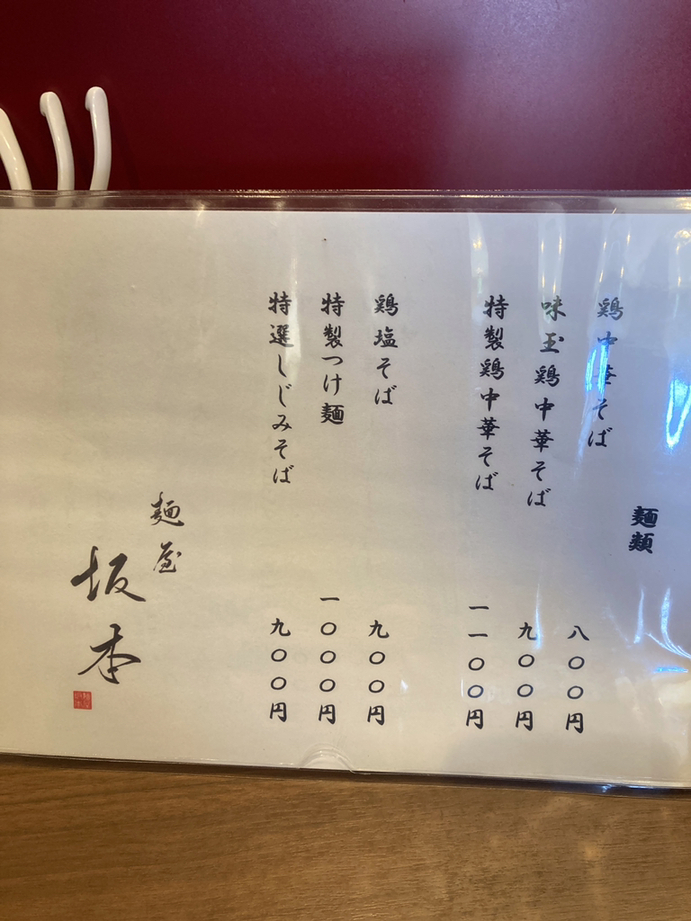 麺類
鶏中華そば 八〇〇円
味玉鶏中華そば 九〇〇円
特製鶏中華そば 一一〇〇円
鶏塩そば 九〇〇円
特製つけ麺 一〇〇〇円
特選しじみそば 九〇〇円
麺屋
坂本